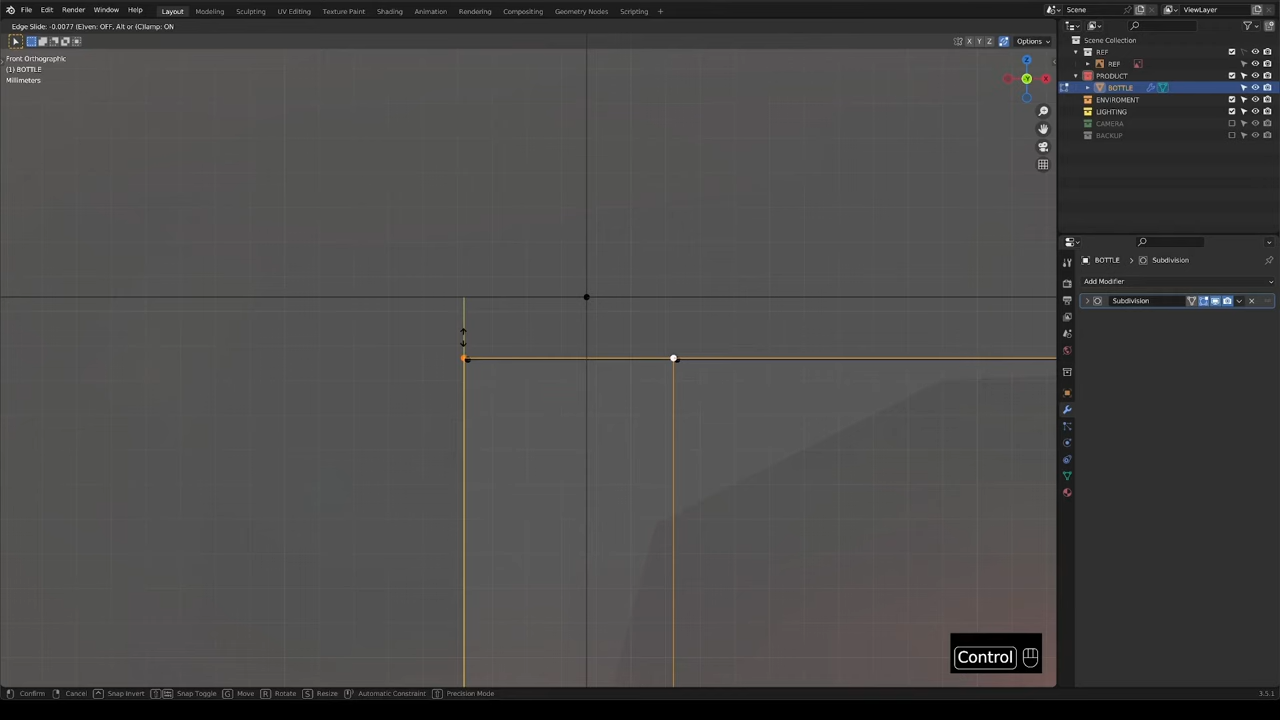 File Edit Render Window Help Layout Modeling Sculpting UV Editing Texture Paint Shading Animation Rendering Compositing Geometry Nodes Scripting + Scene ViewLayer
Edge Slide: -0.0077 (E)ven: OFF, Alt or (C)lamp: ON
X Y Z Options
Front Orthographic
(1) BOTTLE
Millimeters
Z
Y
X
Scene Collection
REF
REF
PRODUCT
BOTTLE
ENVIROMENT
LIGHTING
CAMERA
BACKUP
BOTTLE Subdivision
Add Modifier
Subdivision
Control
Confirm Cancel Snap Invert Snap Toggle G Move R Rotate S Resize Automatic Constraint Precision Mode 3.5.1